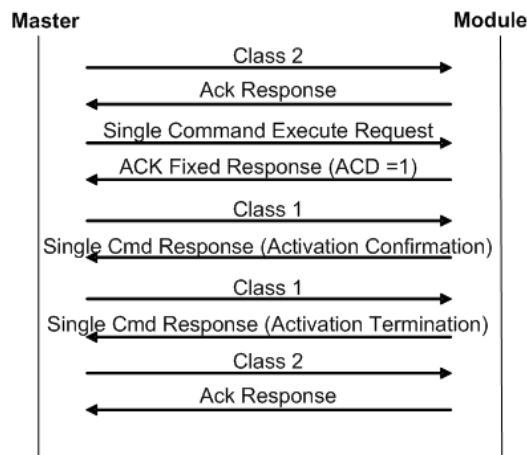 Master
Module
Class 2
Ack Response
Single Command Execute Request
ACK Fixed Response (ACD =1)
Class 1
Single Cmd Response (Activation Confirmation)
Class 1
Single Cmd Response (Activation Termination)
Class 2
Ack Response